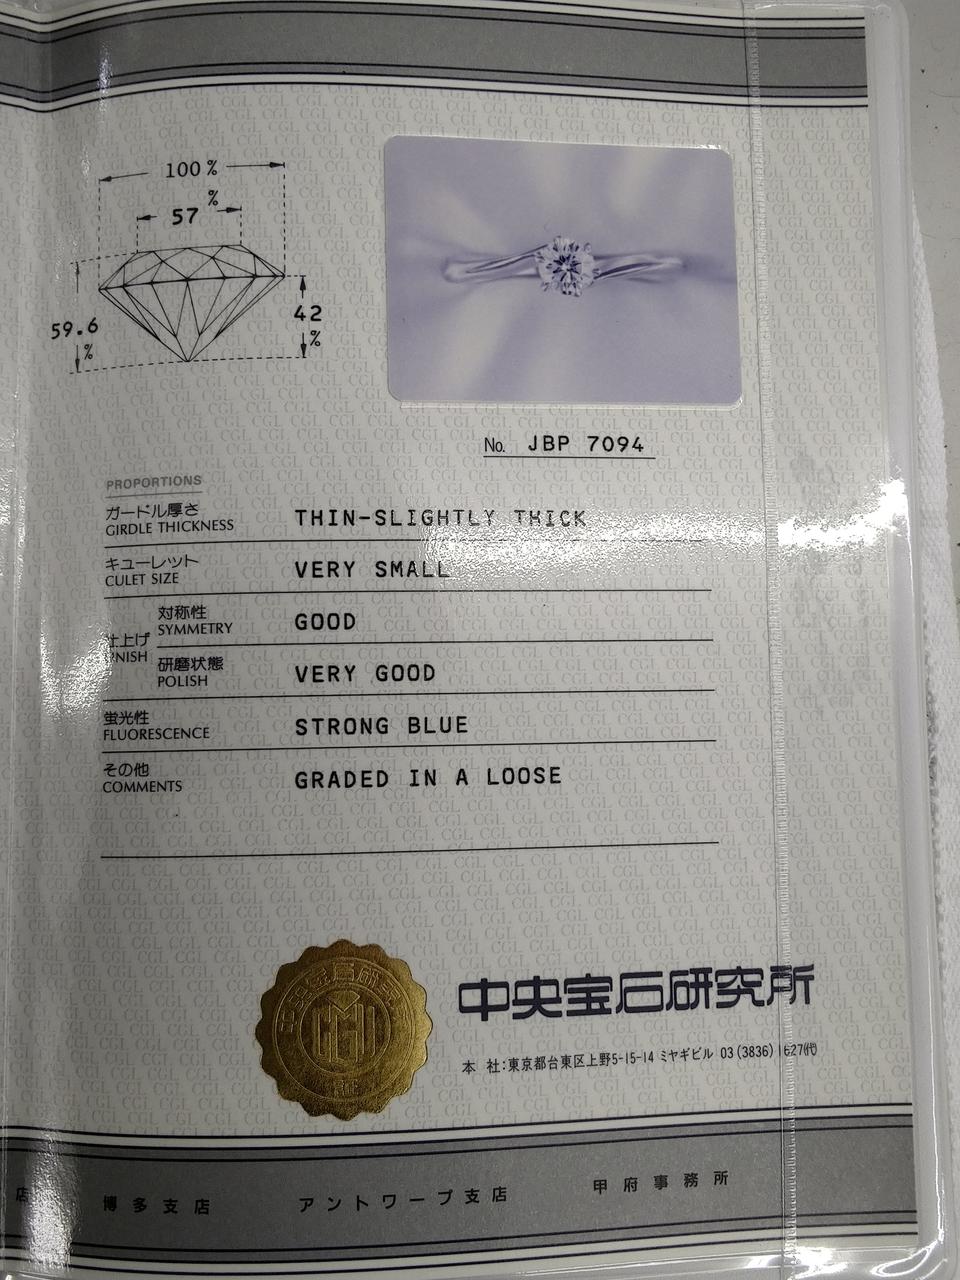 100 %
57 %
59.6 %
42 %
No. JBP 7094
PROPORTIONS
ガードル厚さ
GIRDLE THICKNESS
THIN-SLIGHTLY THICK
キューレット
CULET SIZE
VERY SMALL
仕上げ
対称性
SYMMETRY
GOOD
研磨状態
POLISH
VERY GOOD
蛍光性
FLUORESCENCE
STRONG BLUE
その他
COMMENTS
GRADED IN A LOOSE
中央宝石研究所
本 社:東京都台東区上野5-15-14 ミヤギビル 03(3836)1627㈹
店 博多支店 アントワープ支店 甲府事務所